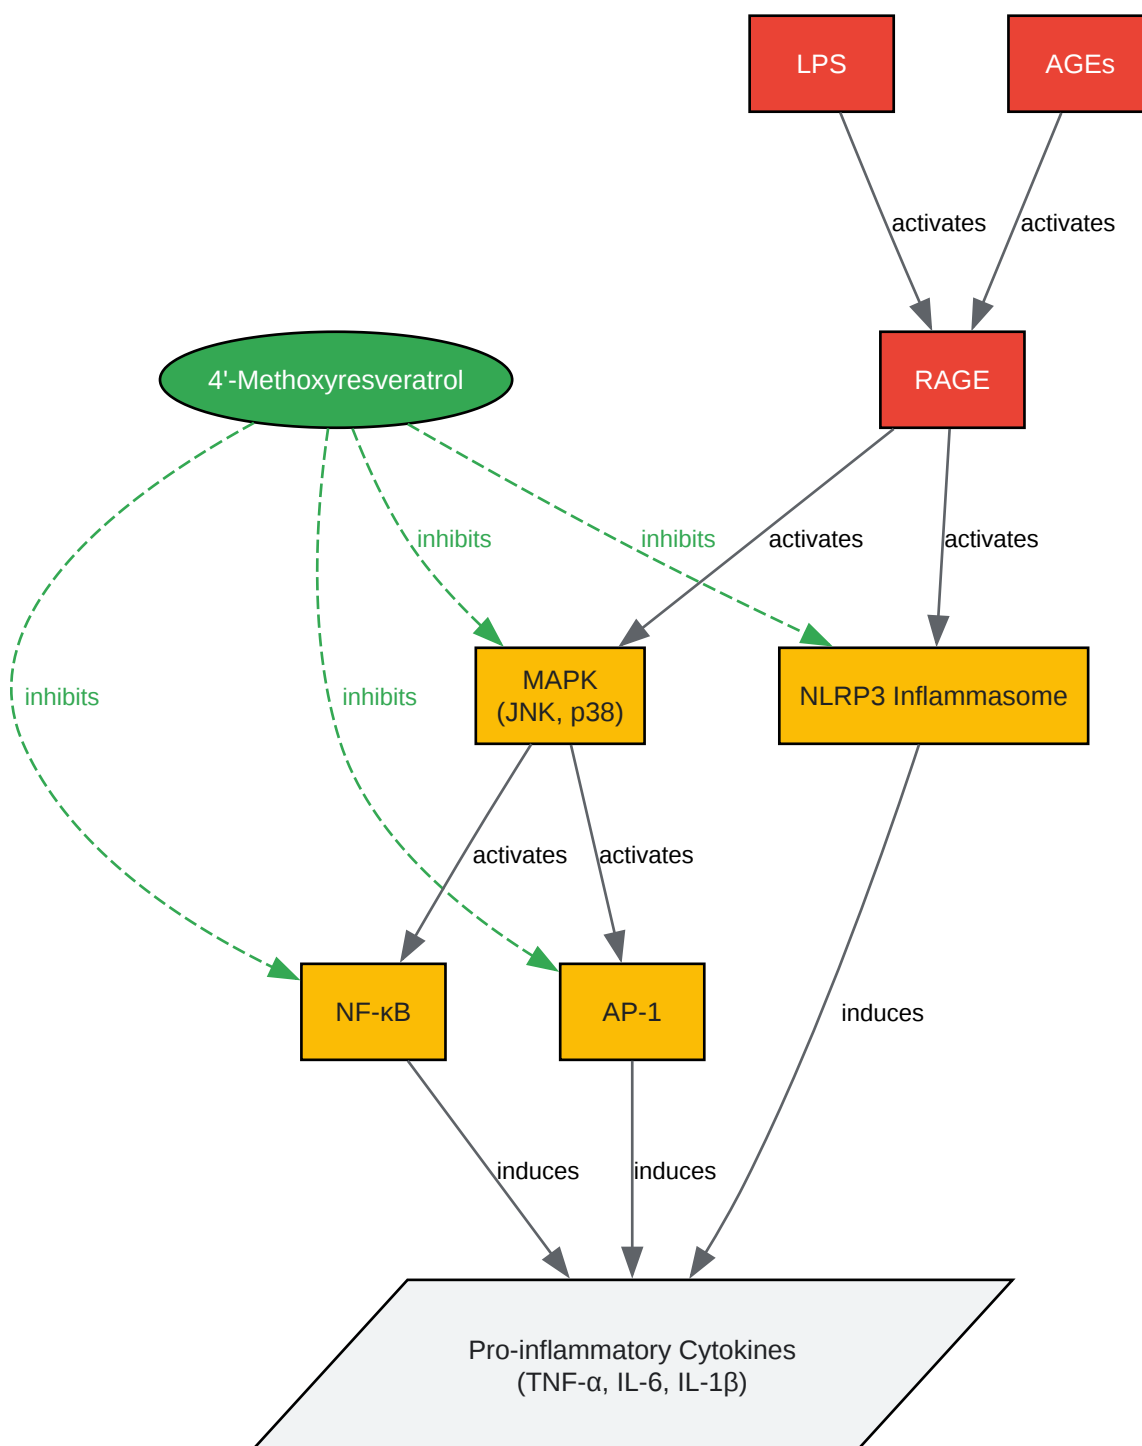 LPS
AGEs
activates
activates
4'-Methoxyresveratrol
RAGE
inhibits
inhibits
activates
activates
MAPK
(JNK, p38)
NLRP3 Inflammasome
inhibits
inhibits
activates
activates
NF-κB
AP-1
induces
induces
induces
Pro-inflammatory Cytokines
(TNF-α, IL-6, IL-1β)